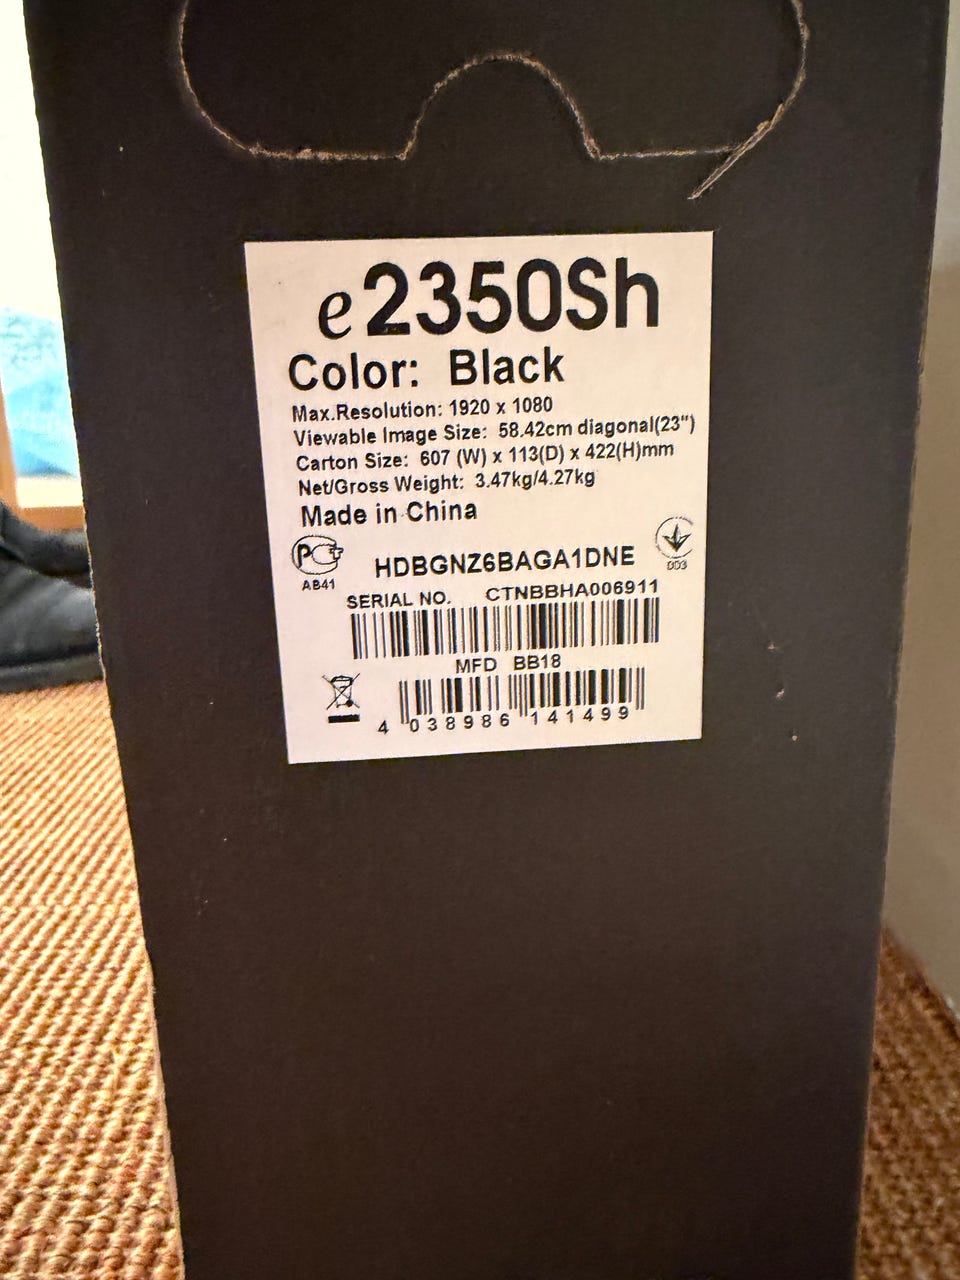 e2350Sh
Color: Black
Max.Resolution: 1920 x 1080
Viewable Image Size: 58.42cm diagonal(23")
Carton Size: 607 (W) x 113(D) x 422(H)mm
Net/Gross Weight: 3.47kg/4.27kg
Made in China
HDBGNZ6BAGA1DNE
AB41
003
SERIAL NO. CTNBBHA006911
MFD BB18
4 038986 141499